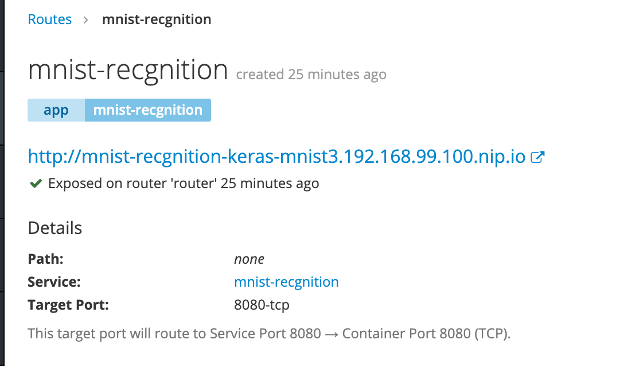 Routes > mnist-recgnition
mnist-recgnition created 25 minutes ago
app mnist-recgnition
http://mnist-recgnition-keras-mnist3.192.168.99.100.nip.io
Exposed on router 'router' 25 minutes ago
Details
Path: none
Service: mnist-recgnition
Target Port: 8080-tcp
This target port will route to Service Port 8080 → Container Port 8080 (TCP).